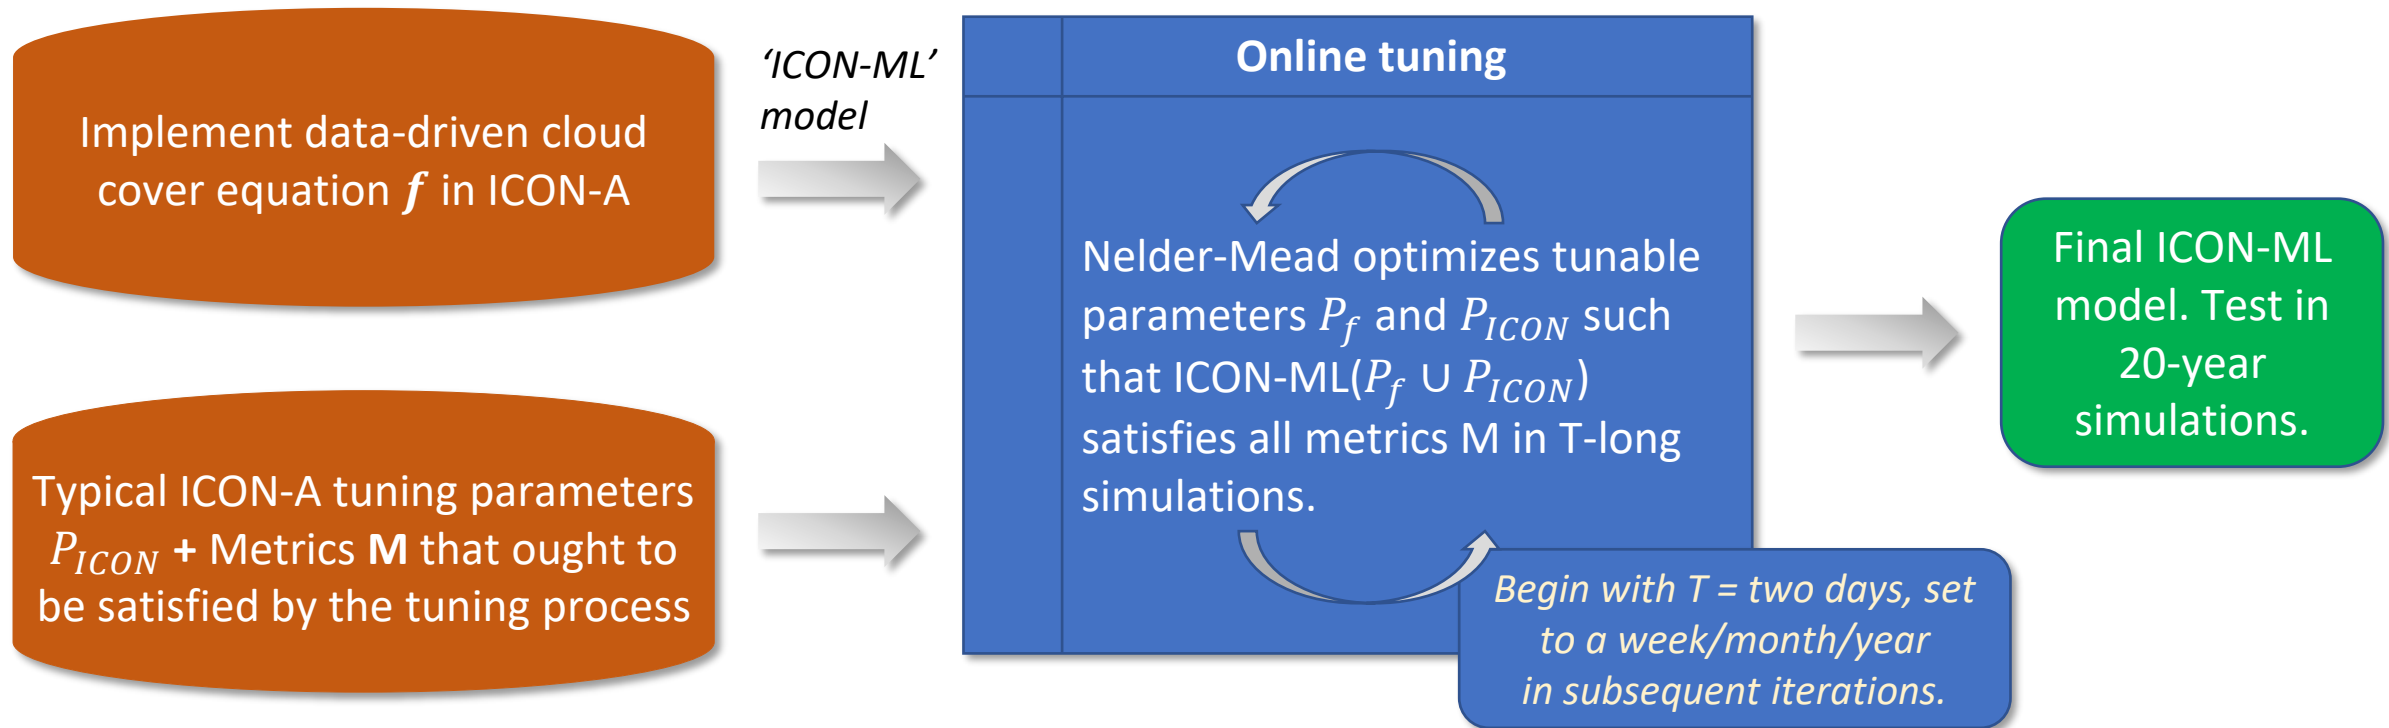 Implement data-driven cloud
cover equation f in ICON-A
Typical ICON-A tuning parameters
P_ICON + Metrics M that ought to
be satisfied by the tuning process
‘ICON-ML’
model
Online tuning
Nelder-Mead optimizes tunable
parameters P_f and P_ICON such
that ICON-ML(P_f ∪ P_ICON)
satisfies all metrics M in T-long
simulations.
Begin with T = two days, set
to a week/month/year
in subsequent iterations.
Final ICON-ML
model. Test in
20-year
simulations.